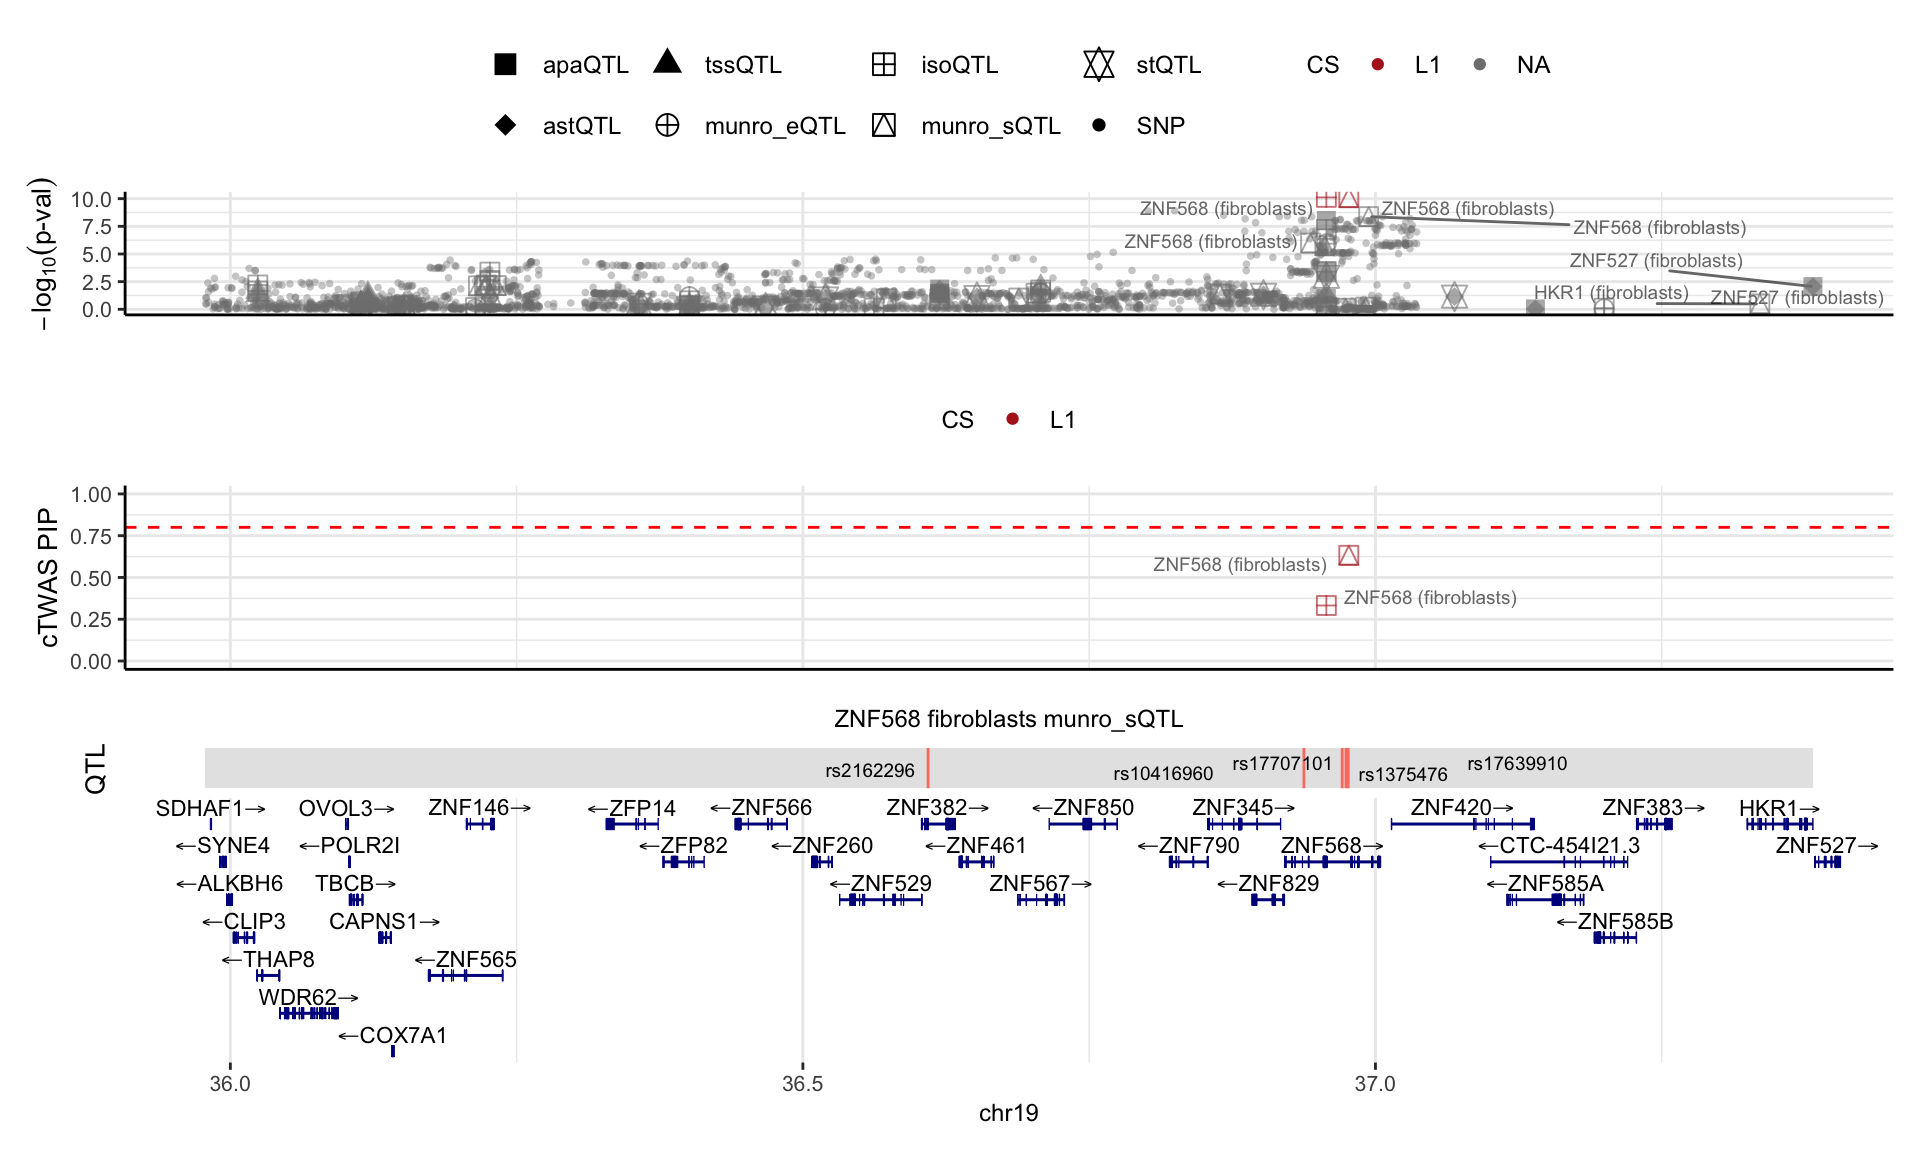 apaQTL tssQTL isoQTL stQTL CS L1 NA
astQTL munro_eQTL munro_sQTL SNP
−log10(p-val)
10.0
7.5
5.0
2.5
0.0
ZNF568 (fibroblasts)
ZNF568 (fibroblasts)
ZNF568 (fibroblasts)
ZNF568 (fibroblasts)
ZNF527 (fibroblasts)
HKR1 (fibroblasts)
ZNF527 (fibroblasts)
CS L1
cTWAS PIP
1.00
0.75
0.50
0.25
0.00
ZNF568 (fibroblasts)
ZNF568 (fibroblasts)
ZNF568 fibroblasts munro_sQTL
QTL
rs2162296 rs10416960 rs17707101 rs1375476 rs17639910
SDHAF1→ OVOL3→ ZNF146→ ←ZFP14 ←ZNF566 ZNF382→ ←ZNF850 ZNF345→ ZNF420→ ZNF383→ HKR1→
←SYNE4 ←POLR2I ←ZFP82 ←ZNF260 ←ZNF461 ←ZNF790 ZNF568→ ←CTC-454I21.3 ZNF527→
←ALKBH6 TBCB→ ←ZNF529 ZNF567→ ←ZNF829 ←ZNF585A
←CLIP3 CAPNS1→ ←ZNF585B
←THAP8 ←ZNF565
WDR62→
←COX7A1
36.0 36.5 37.0
chr19